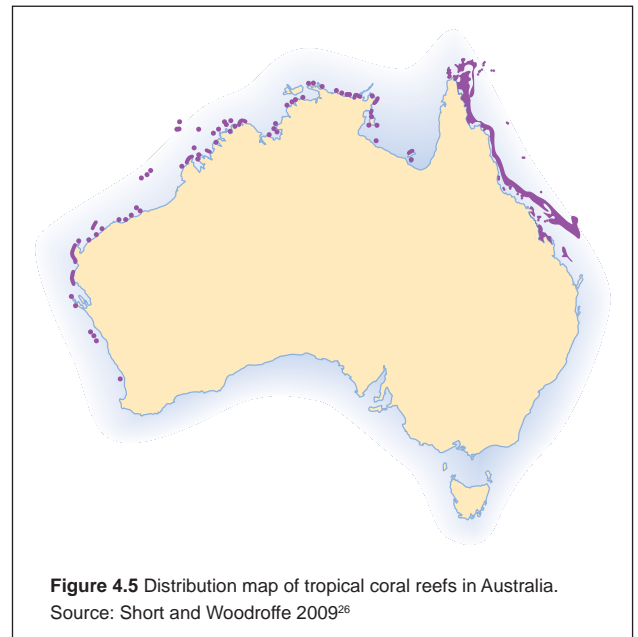 Figure 4.5 Distribution map of tropical coral reefs in Australia.
Source: Short and Woodroffe 2009²⁶